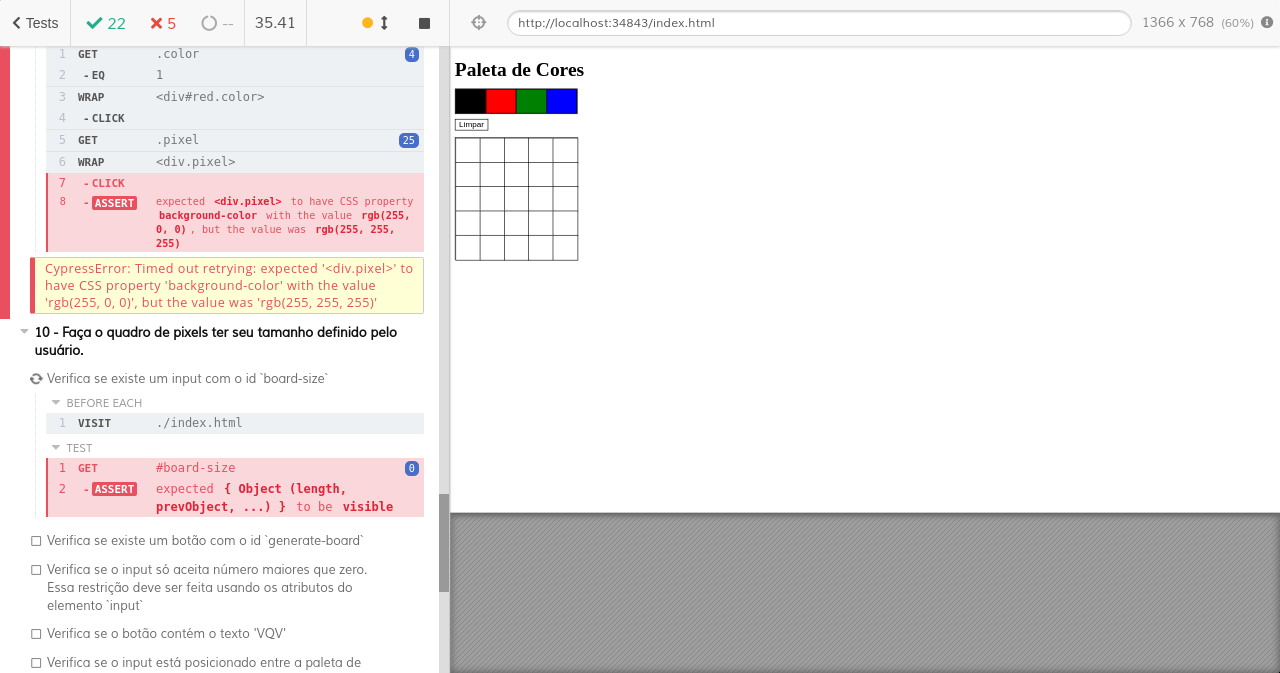 Tests 22 5 -- 35.41 http://localhost:34843/index.html 1366 x 768 (60%)
1 GET .color 4
2 - EQ 1
3 WRAP <div#red.color>
4 - CLICK
5 GET .pixel 25
6 WRAP <div.pixel>
7 - CLICK
8 - ASSERT expected <div.pixel> to have CSS property
background-color with the value rgb(255,
0, 0) , but the value was rgb(255, 255,
255)
CypressError: Timed out retrying: expected '<div.pixel>' to
have CSS property 'background-color' with the value
'rgb(255, 0, 0)', but the value was 'rgb(255, 255, 255)'
10 - Faça o quadro de pixels ter seu tamanho definido pelo
usuário.
Verifica se existe um input com o id `board-size`
BEFORE EACH
1 VISIT ./index.html
TEST
1 GET #board-size 0
2 - ASSERT expected { Object (length,
prevObject, ...) } to be visible
Verifica se existe um botão com o id `generate-board`
Verifica se o input só aceita número maiores que zero.
Essa restrição deve ser feita usando os atributos do
elemento `input`
Verifica se o botão contém o texto 'VQV'
Verifica se o input está posicionado entre a paleta de
Paleta de Cores
Limpar